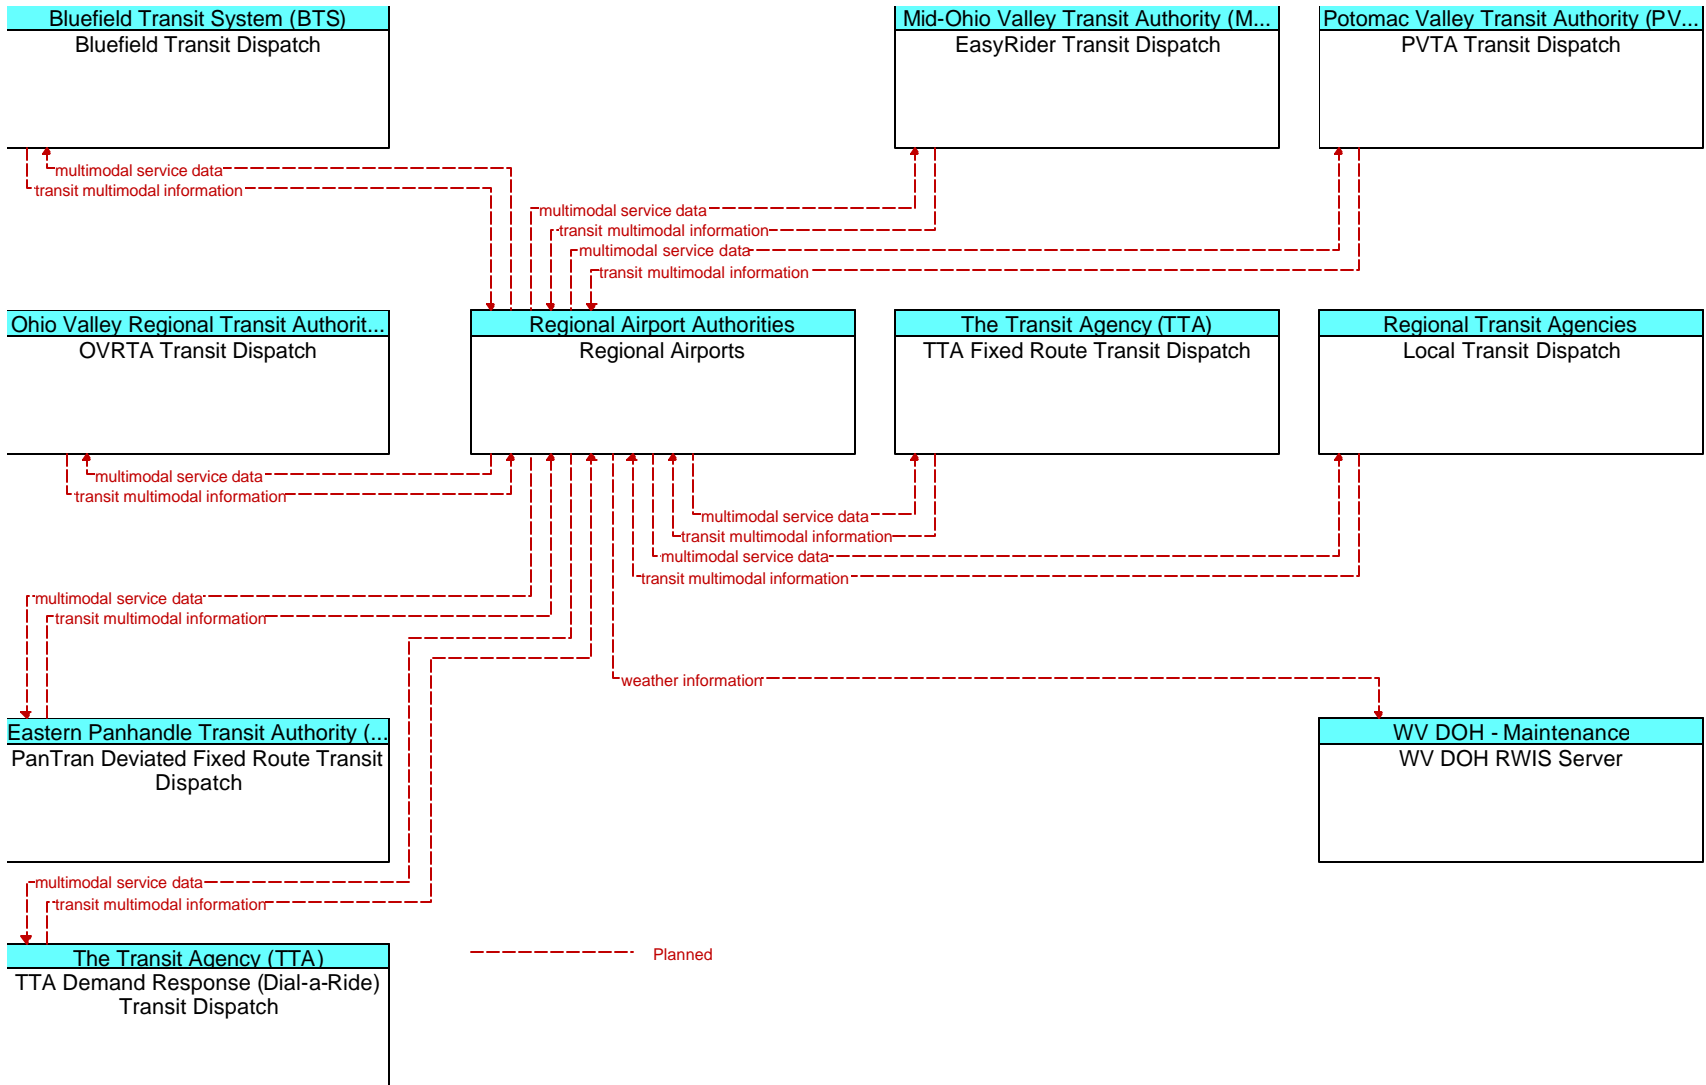 Bluefield Transit System (BTS)
Bluefield Transit Dispatch
Mid-Ohio Valley Transit Authority (M...
EasyRider Transit Dispatch
Potomac Valley Transit Authority (PV...
PVTA Transit Dispatch
multimodal service data
transit multimodal information
multimodal service data
transit multimodal information
multimodal service data
transit multimodal information
Ohio Valley Regional Transit Authorit...
OVRTA Transit Dispatch
Regional Airport Authorities
Regional Airports
The Transit Agency (TTA)
TTA Fixed Route Transit Dispatch
Regional Transit Agencies
Local Transit Dispatch
multimodal service data
transit multimodal information
multimodal service data
transit multimodal information
multimodal service data
transit multimodal information
multimodal service data
transit multimodal information
weather information
Eastern Panhandle Transit Authority (...
PanTran Deviated Fixed Route Transit
Dispatch
WV DOH - Maintenance
WV DOH RWIS Server
multimodal service data
transit multimodal information
The Transit Agency (TTA)
TTA Demand Response (Dial-a-Ride)
Transit Dispatch
Planned